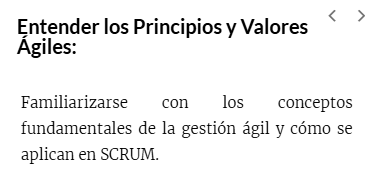 Entender los Principios y Valores
Ágiles:
Familiarizarse con los conceptos
fundamentales de la gestión ágil y cómo se
aplican en SCRUM.